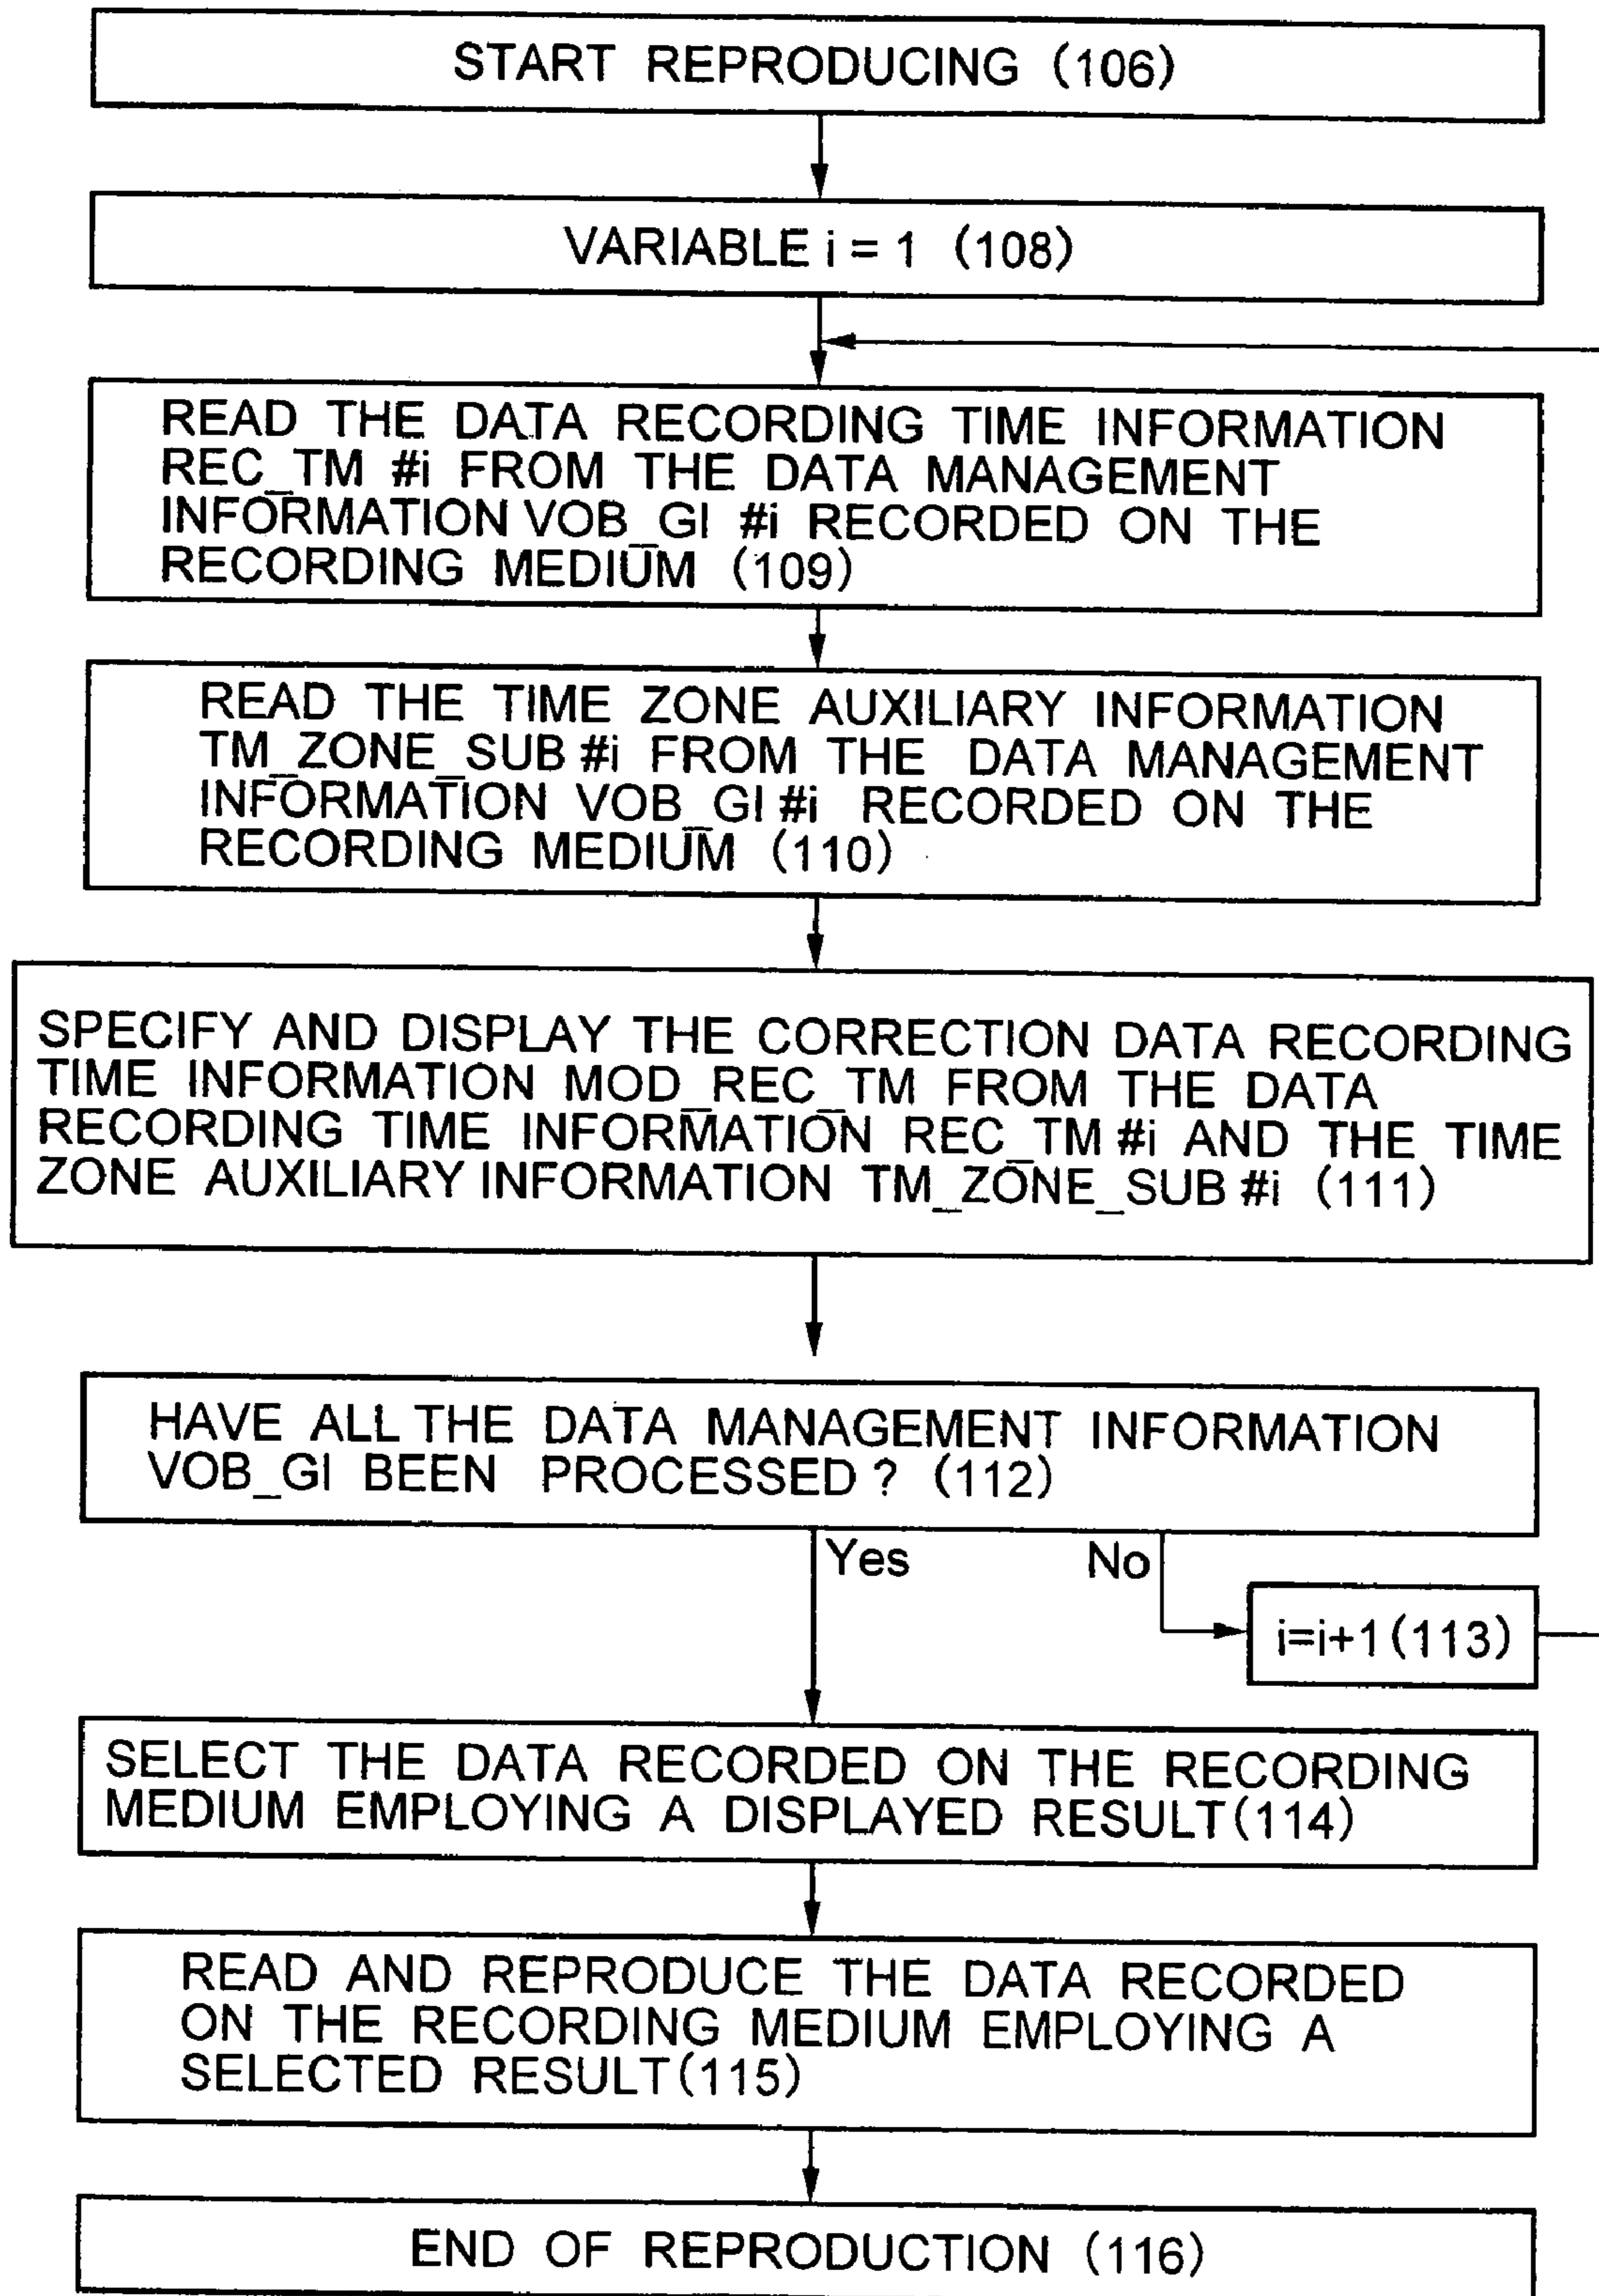 START REPRODUCING (106)
VARIABLE i = 1 (108)
READ THE DATA RECORDING TIME INFORMATION
REC_TM #i FROM THE DATA MANAGEMENT
INFORMATION VOB_GI #i RECORDED ON THE
RECORDING MEDIUM (109)
READ THE TIME ZONE AUXILIARY INFORMATION
TM_ZONE_SUB #i FROM THE DATA MANAGEMENT
INFORMATION VOB_GI #i RECORDED ON THE
RECORDING MEDIUM (110)
SPECIFY AND DISPLAY THE CORRECTION DATA RECORDING
TIME INFORMATION MOD_REC_TM FROM THE DATA
RECORDING TIME INFORMATION REC_TM #i AND THE TIME
ZONE AUXILIARY INFORMATION TM_ZONE_SUB #i (111)
HAVE ALL THE DATA MANAGEMENT INFORMATION
VOB_GI BEEN PROCESSED ? (112)
Yes No
i=i+1 (113)
SELECT THE DATA RECORDED ON THE RECORDING
MEDIUM EMPLOYING A DISPLAYED RESULT(114)
READ AND REPRODUCE THE DATA RECORDED
ON THE RECORDING MEDIUM EMPLOYING A
SELECTED RESULT(115)
END OF REPRODUCTION (116)